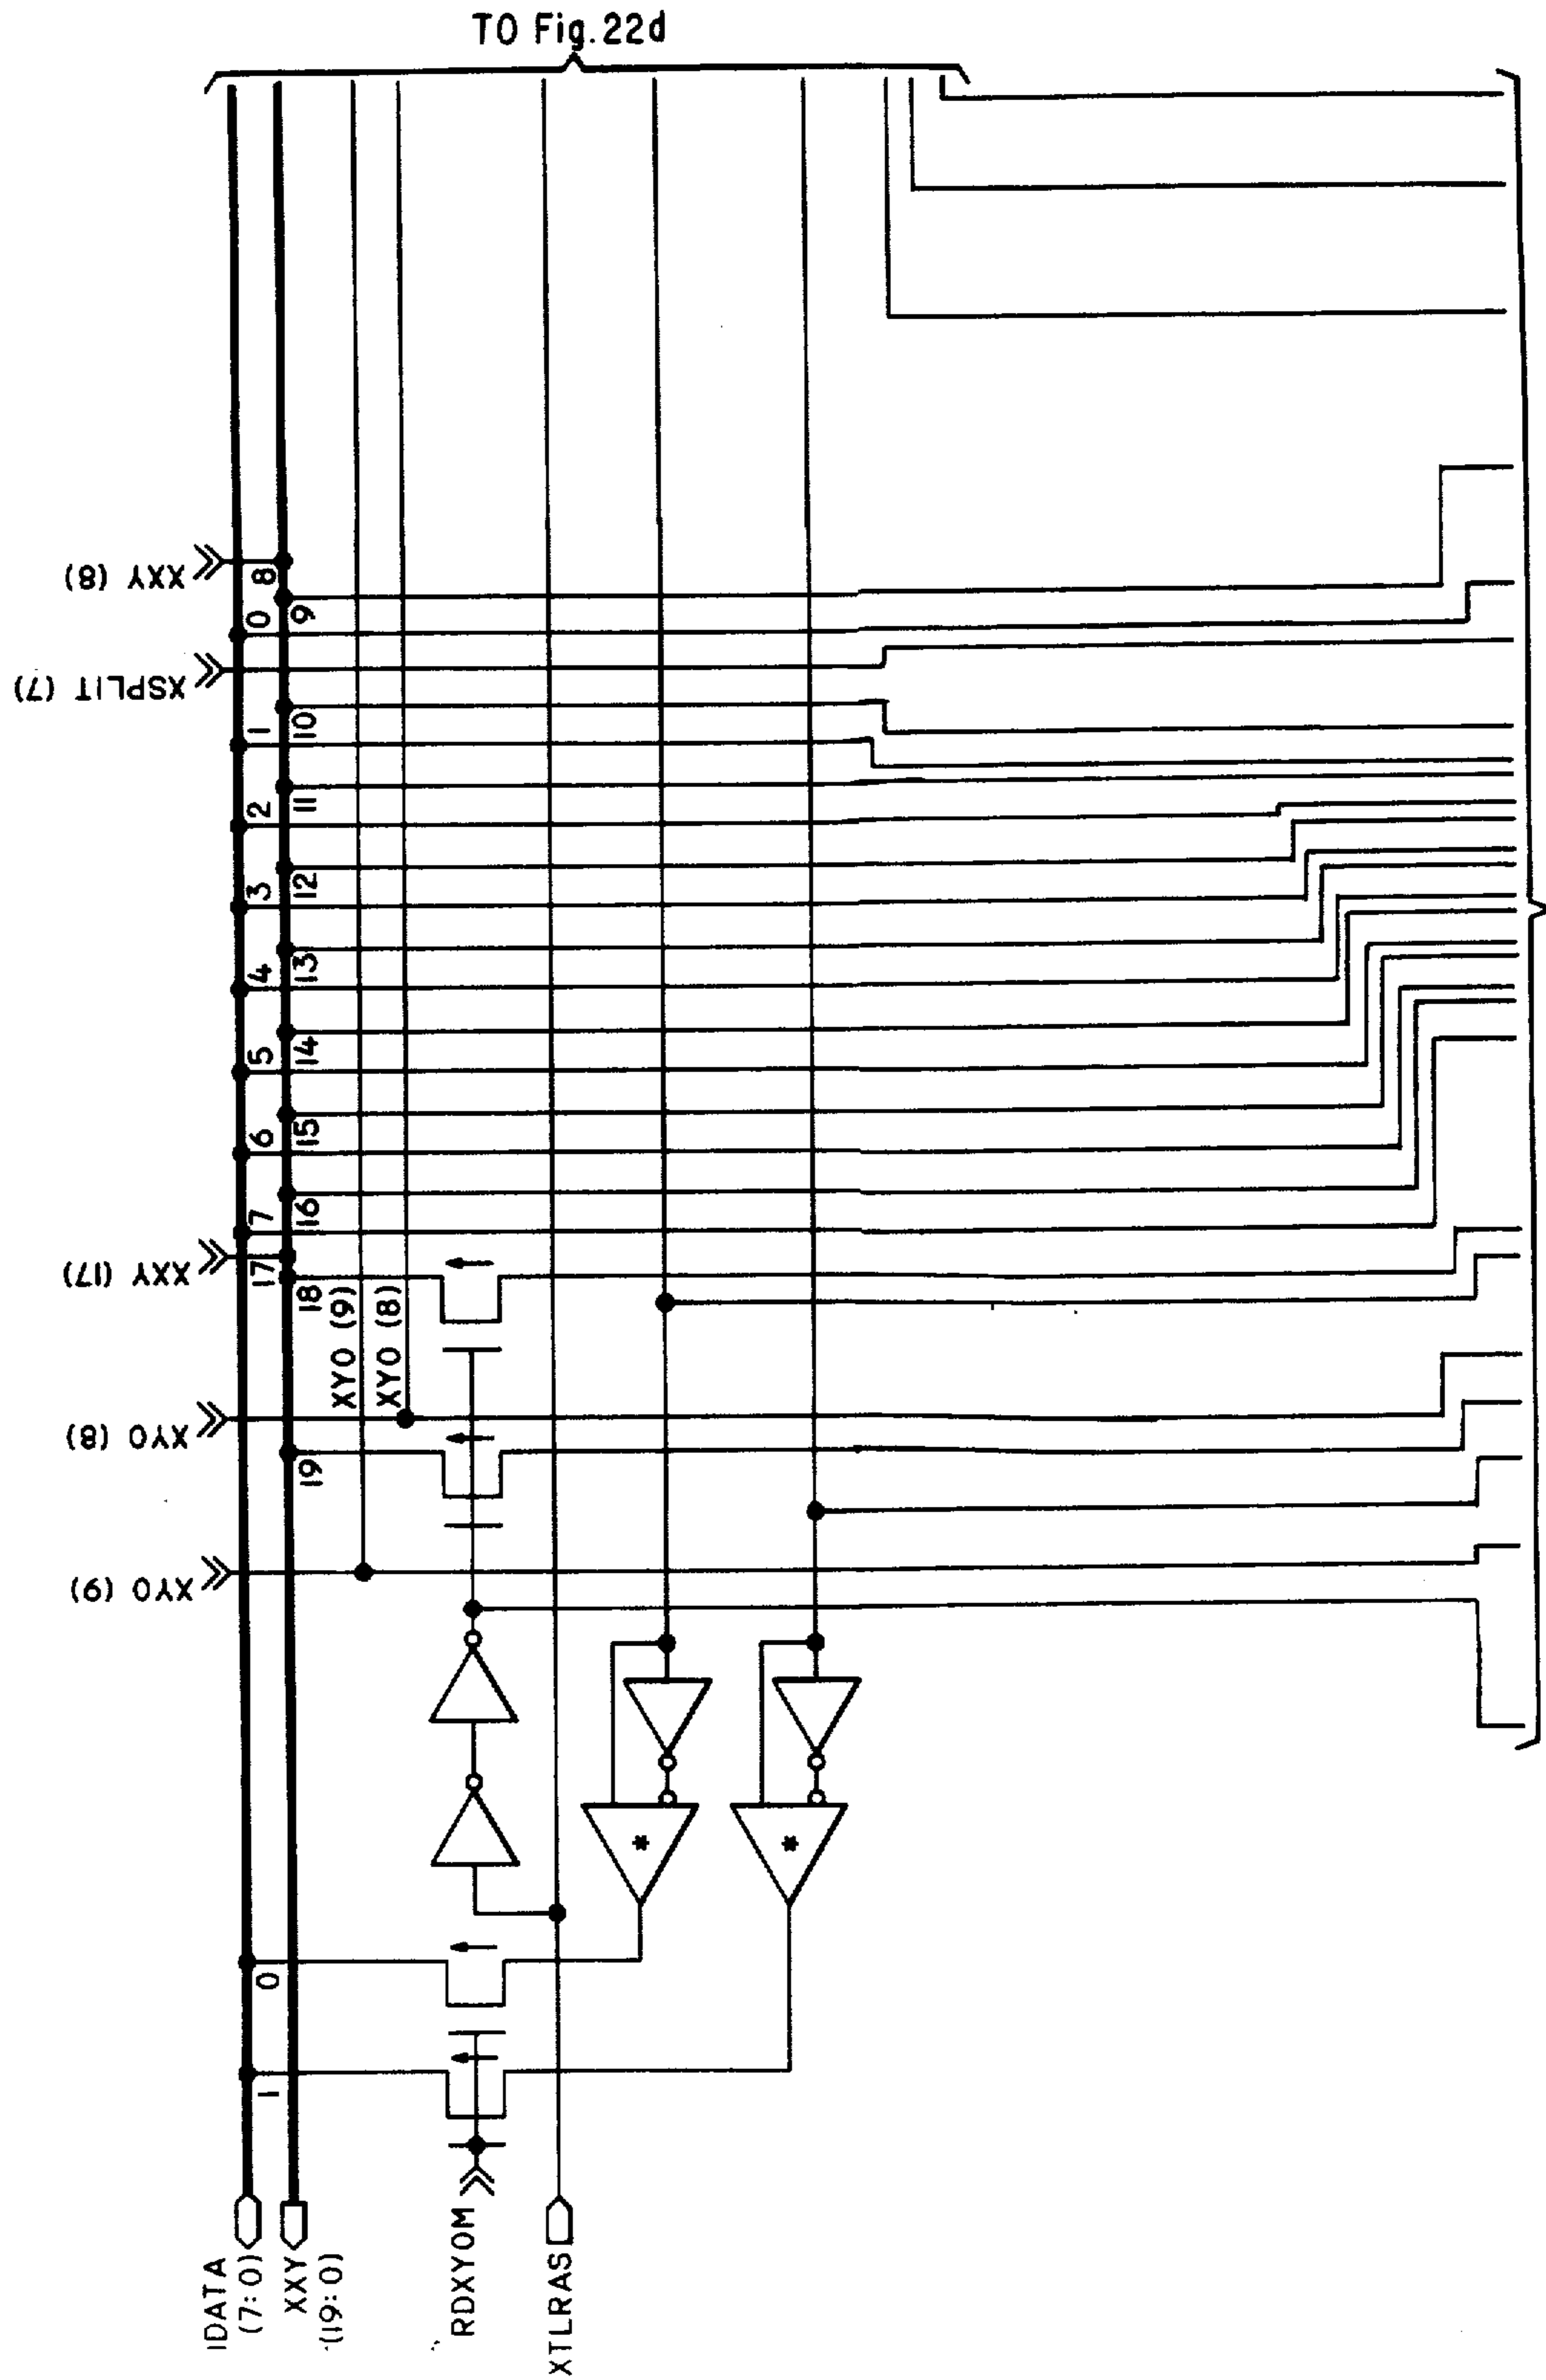 TO Fig.22d
XXY (8)
8
0
9
XSPLIT (7)
10
1
11
2
12
3
13
4
14
5
15
6
16
7
XXY (17)
17
18
XYO (9)
XYO (8)
XYO (8)
19
XYO (9)
*
*
0
1
IDATA
(7:0)
XXY
(19:0)
RDXYOM
XTLRAS